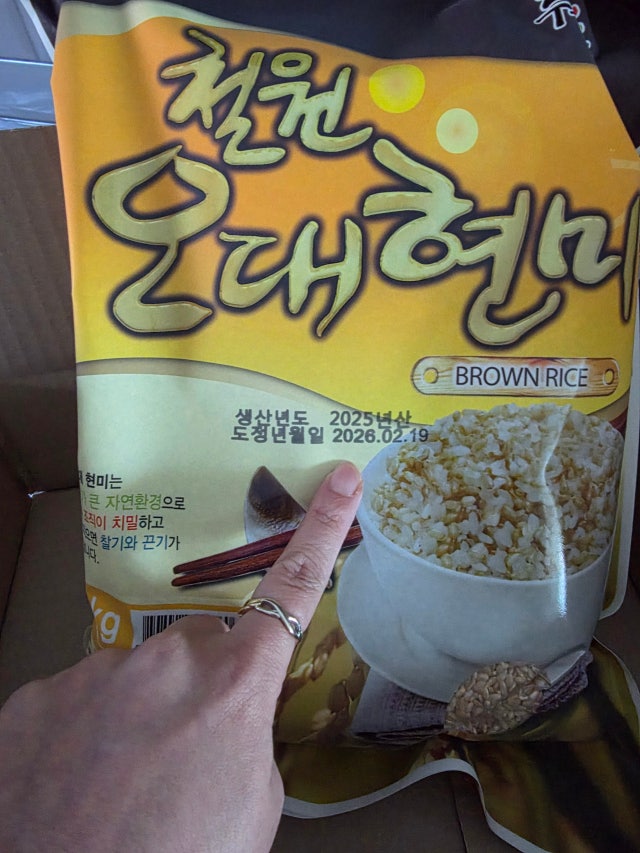 철원
오대현미
BROWN RICE
생산년도 2025년산
도정년월일 2026.02.19
현미는
큰 자연환경으로
조직이 치밀하고
찰기와 끈기가
kg